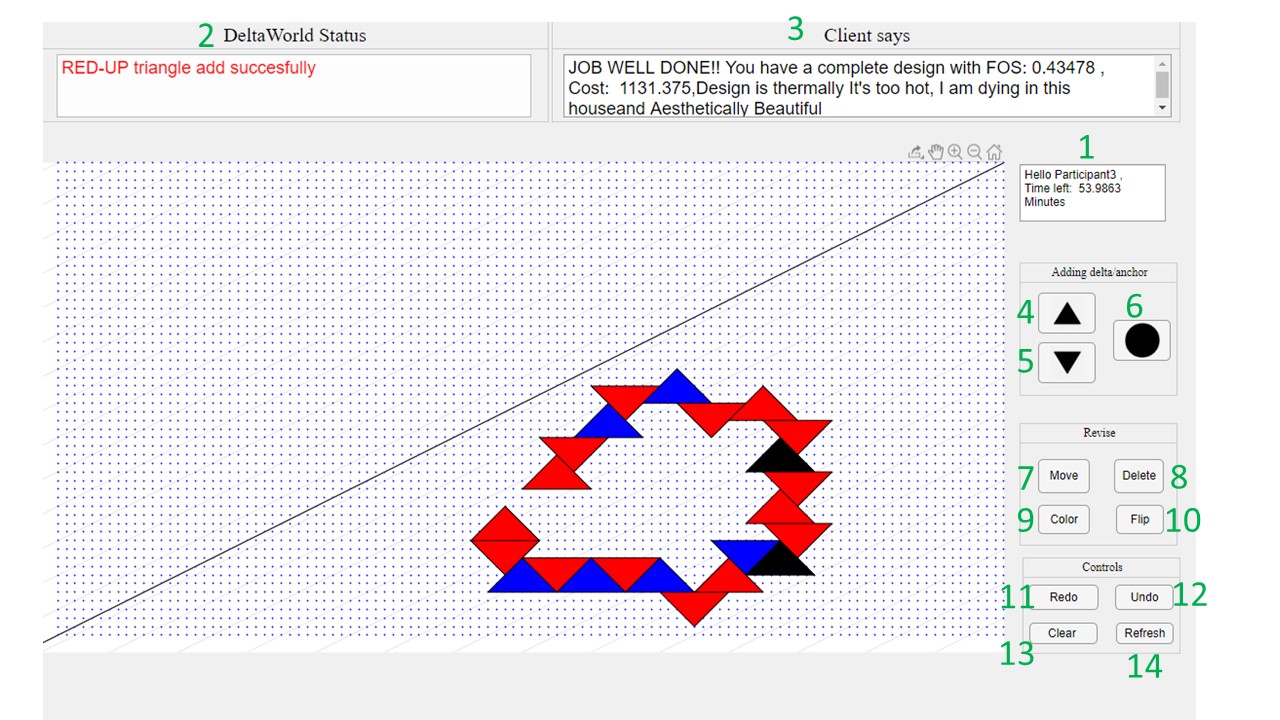 2 DeltaWorld Status
3 Client says
RED-UP triangle add succesfully
JOB WELL DONE!! You have a complete design with FOS: 0.43478 ,
Cost:  1131.375,Design is thermally It's too hot, I am dying in this
houseand Aesthetically Beautiful
1
Hello Participant3 ,
Time left:  53.9863
Minutes
Adding delta/anchor
4
6
5
Revise
7 Move
Delete 8
9 Color
Flip 10
Controls
11 Redo
Undo 12
Clear
Refresh
13
14